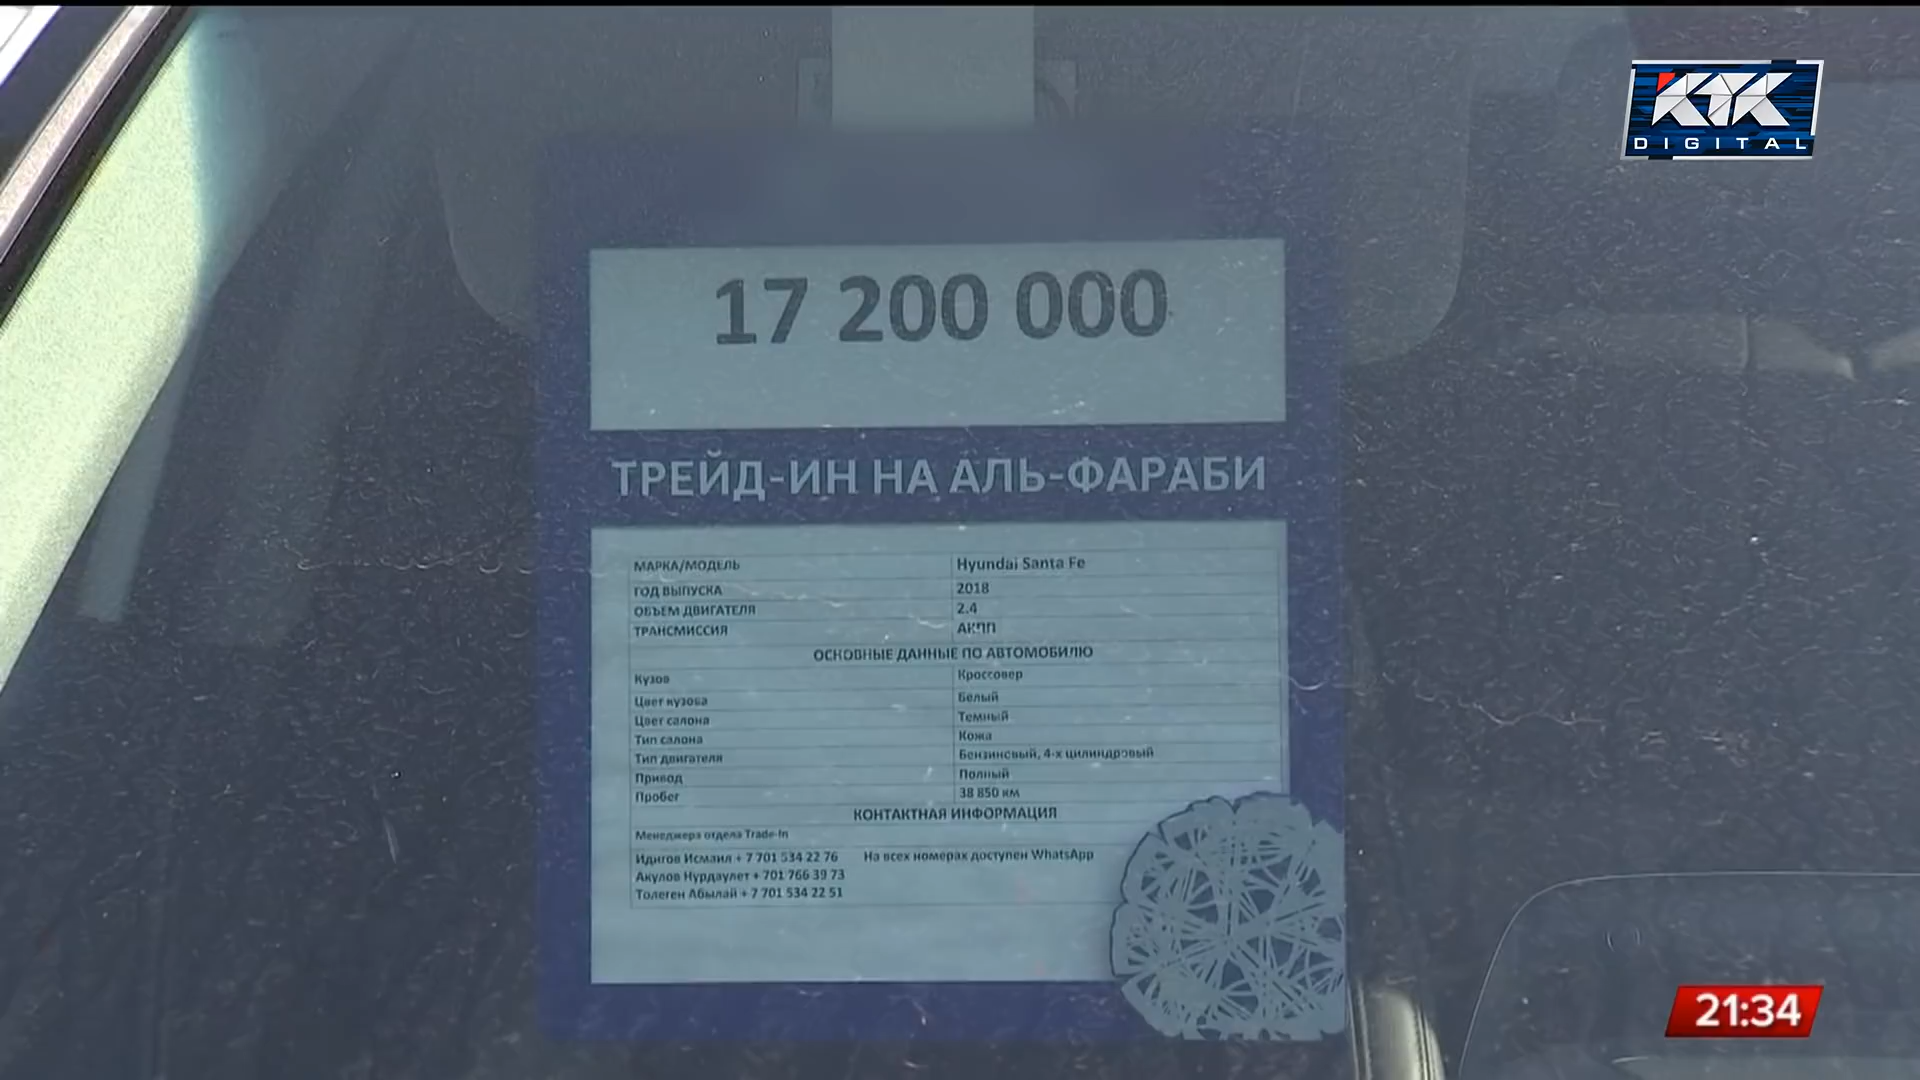 КТК
DIGITAL
17 200 000
ТРЕЙД-ИН НА АЛЬ-ФАРАБИ
МАРКА/МОДЕЛЬ Hyundai Santa Fe
ГОД ВЫПУСКА 2018
ОБЪЕМ ДВИГАТЕЛЯ 2.4
ТРАНСМИССИЯ АКПП
ОСНОВНЫЕ ДАННЫЕ ПО АВТОМОБИЛЮ
Кузов Кроссовер
Цвет кузова Белый
Цвет салона Темный
Тип салона Кожа
Тип двигателя Бензиновый, 4-х цилиндровый
Привод Полный
Пробег 38 850 км
КОНТАКТНАЯ ИНФОРМАЦИЯ
Менеджера отдела Trade-In
Идигов Исмаил + 7 701 534 22 76 На всех номерах доступен WhatsApp
Акулов Нурдаулет + 701 766 39 73
Толеген Абылай + 7 701 534 22 51
21:34